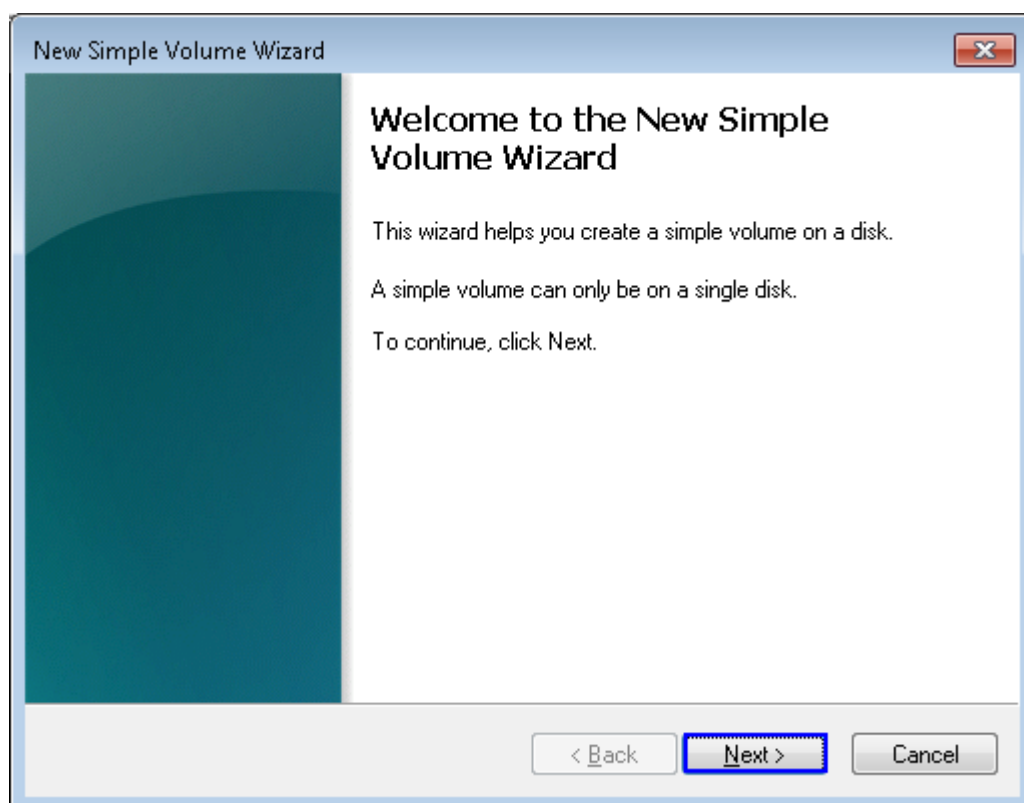 New Simple Volume Wizard
Welcome to the New Simple
Volume Wizard
This wizard helps you create a simple volume on a disk.
A simple volume can only be on a single disk.
To continue, click Next.
< Back
Next >
Cancel